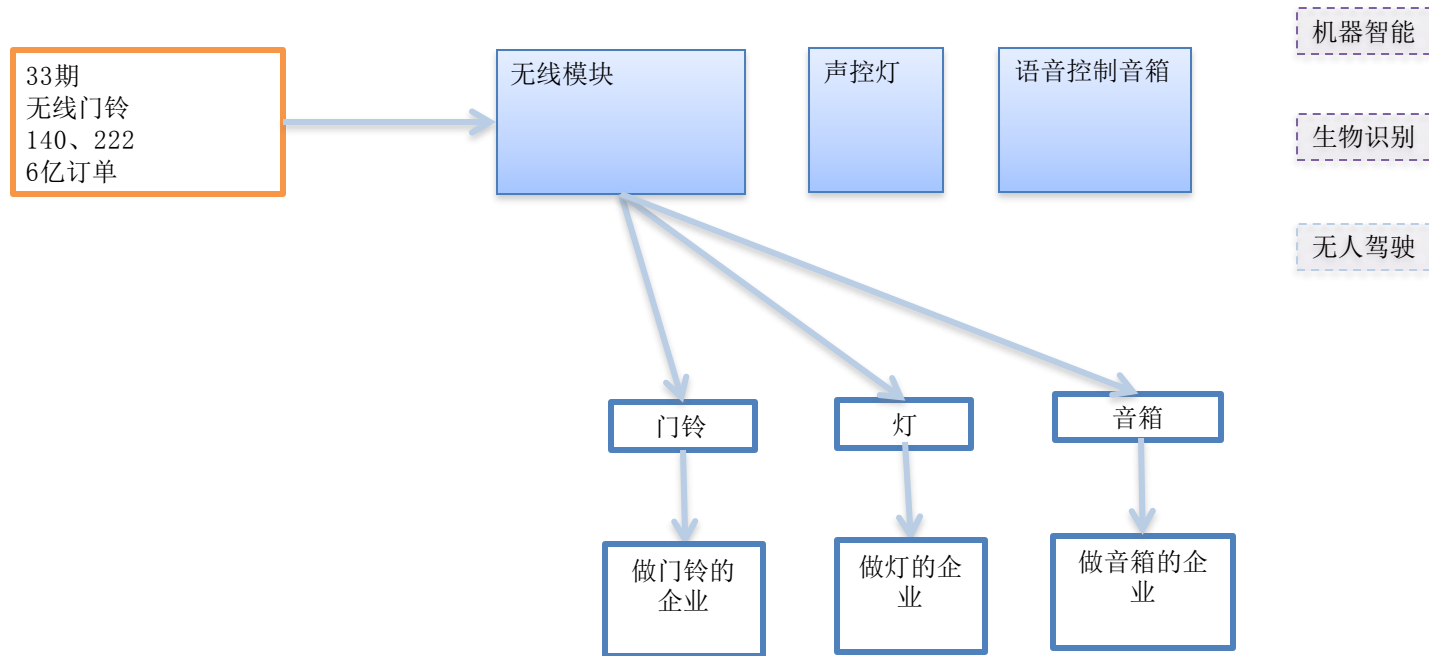 33期
无线门铃
140、222
6亿订单
无线模块
声控灯
语音控制音箱
机器智能
生物识别
无人驾驶
门铃
灯
音箱
做门铃的
企业
做灯的企
业
做音箱的企
业